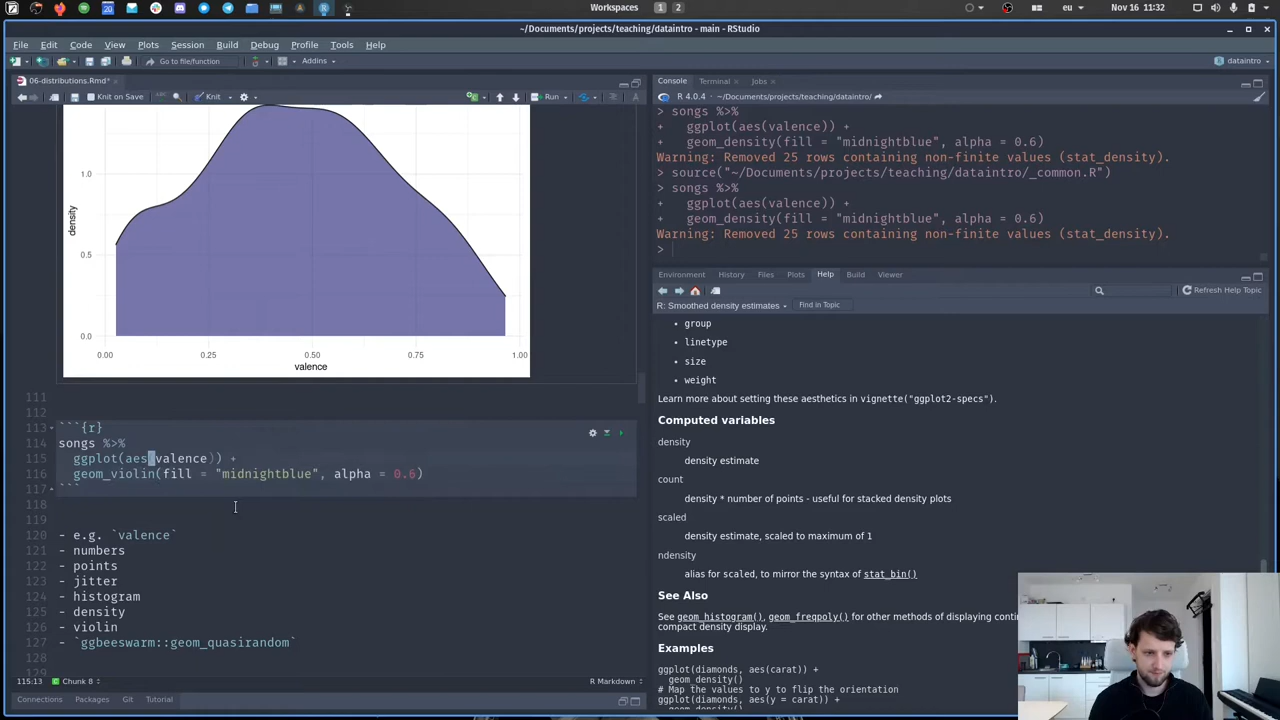 Workspaces 1 2
eu
Nov 16 11:32
~/Documents/projects/teaching/dataintro - main - RStudio
File Edit Code View Plots Session Build Debug Profile Tools Help
Go to file/function
Addins
dataintro
06-distributions.Rmd*
Knit on Save
Knit
Run
1.0
0.5
0.0
density
0.00 0.25 0.50 0.75 1.00
valence
111
112
113 ```{r}
114 songs %>%
115 ggplot(aes(valence)) +
116 geom_violin(fill = "midnightblue", alpha = 0.6)
117 ```
118
119
120 - e.g. `valence`
121 - numbers
122 - points
123 - jitter
124 - histogram
125 - density
126 - violin
127 - `ggbeeswarm::geom_quasirandom`
128
129
115:13 Chunk 8 R Markdown
Connections Packages Git Tutorial
Console Terminal Jobs
R 4.0.4 · ~/Documents/projects/teaching/dataintro/
> songs %>%
+ ggplot(aes(valence)) +
+ geom_density(fill = "midnightblue", alpha = 0.6)
Warning: Removed 25 rows containing non-finite values (stat_density).
> source("~/Documents/projects/teaching/dataintro/_common.R")
> songs %>%
+ ggplot(aes(valence)) +
+ geom_density(fill = "midnightblue", alpha = 0.6)
Warning: Removed 25 rows containing non-finite values (stat_density).
>
Environment History Files Plots Help Build Viewer
Refresh Help Topic
R: Smoothed density estimates
Find in Topic
• group
• linetype
• size
• weight
Learn more about setting these aesthetics in vignette("ggplot2-specs").
Computed variables
density
density estimate
count
density * number of points - useful for stacked density plots
scaled
density estimate, scaled to maximum of 1
ndensity
alias for scaled, to mirror the syntax of stat_bin()
See Also
See geom_histogram(), geom_freqpoly() for other methods of displaying
compact density display.
Examples
ggplot(diamonds, aes(carat)) +
geom_density()
# Map the values to y to flip the orientation
ggplot(diamonds, aes(y = carat)) +
geom_density()